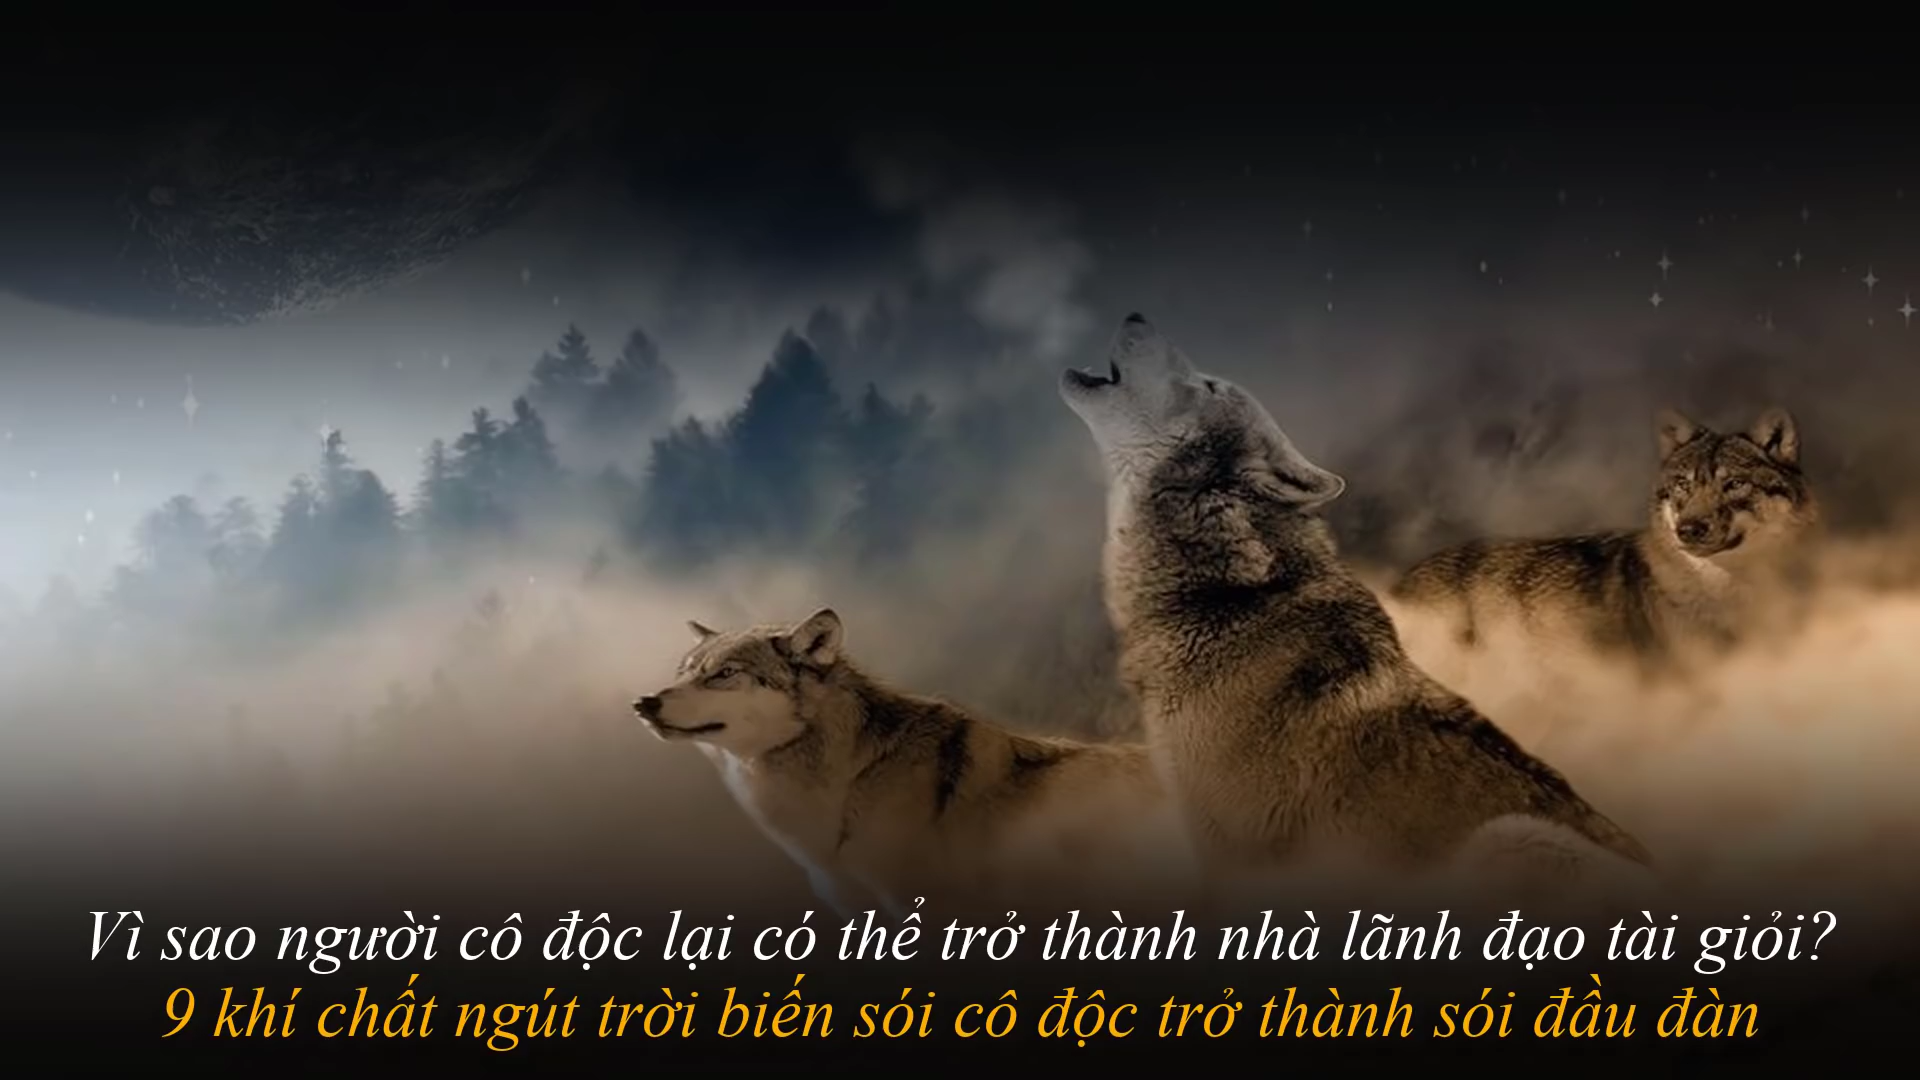 Vì sao người cô độc lại có thể trở thành nhà lãnh đạo tài giỏi?
9 khí chất ngút trời biến sói cô độc trở thành sói đầu đàn